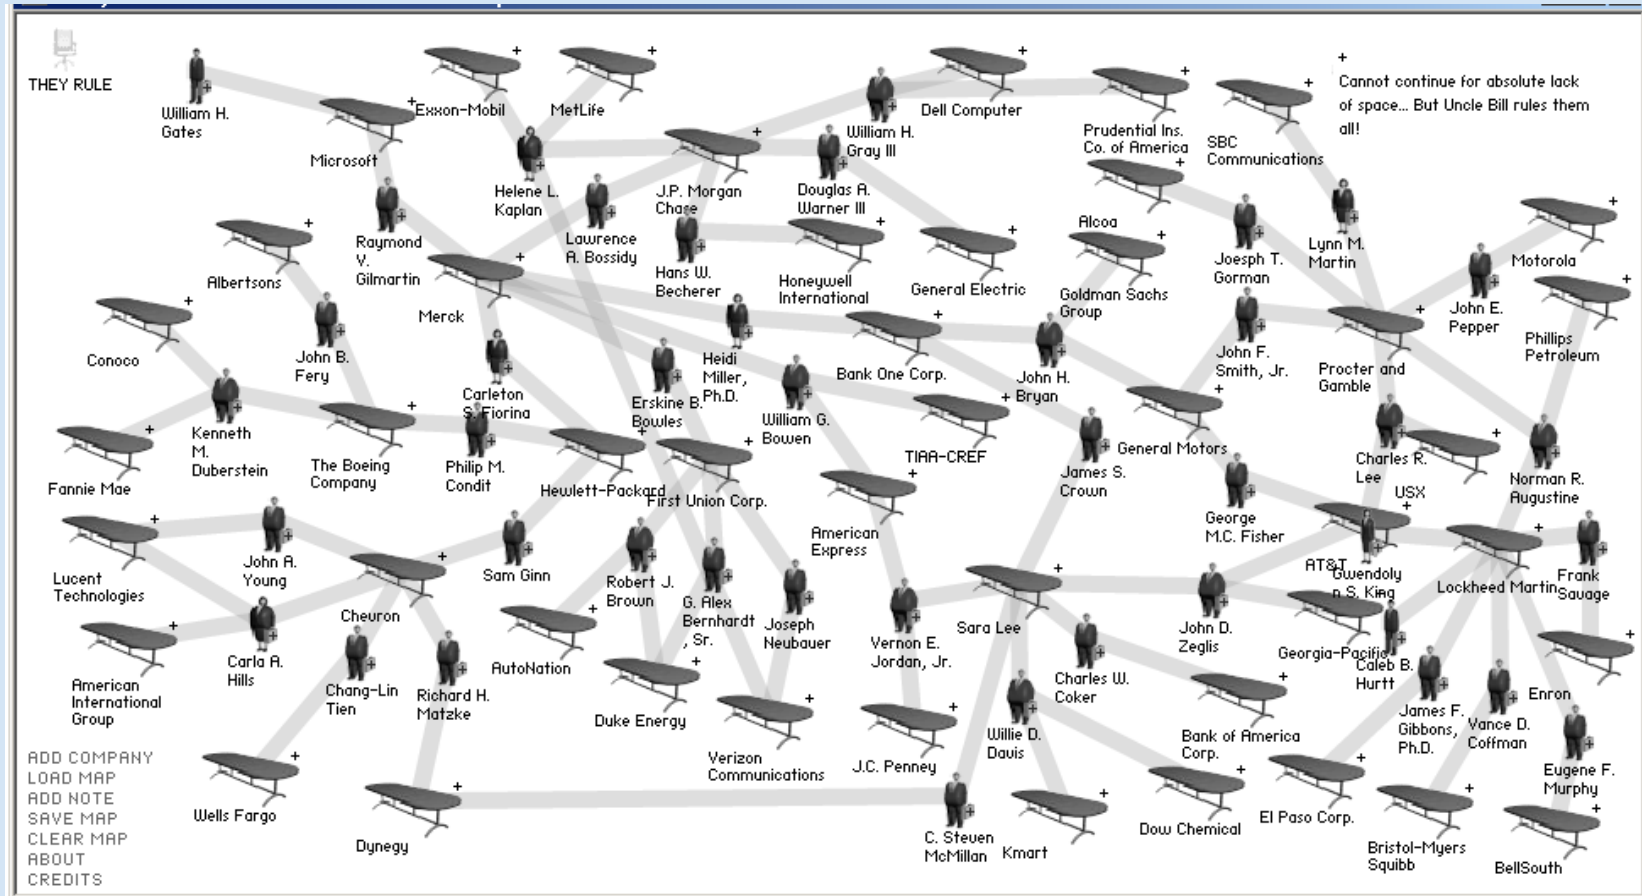 THEY RULE
William H.
Gates
Microsoft
Exxon-Mobil
MetLife
Helene L.
Kaplan
J.P. Morgan
Chase
Douglas A.
Warner III
William H.
Gray III
Dell Computer
Prudential Ins.
Co. of America
SBC
Communications
Cannot continue for absolute lack
of space... But Uncle Bill rules them
all!
Albertsons
Raymond
V.
Gilmartin
Lawrence
A. Bossidy
Hans W.
Becherer
Honeywell
International
General Electric
Alcoa
Goldman Sachs
Group
Joesph T.
Gorman
Lynn M.
Martin
Motorola
John E.
Pepper
Phillips
Petroleum
Conoco
John B.
Fery
Merck
Carleton
S. Fiorina
Erskine B.
Bowles
Heidi
Miller,
Ph.D.
William G.
Bowen
Bank One Corp.
John H.
Bryan
John F.
Smith, Jr.
Procter and
Gamble
Fannie Mae
Kenneth
M.
Duberstein
The Boeing
Company
Philip M.
Condit
Hewlett-Packard
First Union Corp.
TIAA-CREF
James S.
Crown
General Motors
Charles R.
Lee
USX
Norman R.
Augustine
Lucent
Technologies
John A.
Young
Chevron
Sam Ginn
Robert J.
Brown
G. Alex
Bernhardt
, Sr.
Joseph
Neubauer
American
Express
George
M.C. Fisher
AT&T
Gwendoly
n S. King
Lockheed Martin
Frank
Savage
American
International
Group
Carla A.
Hills
Chang-Lin
Tien
Richard H.
Matzke
AutoNation
Duke Energy
Verizon
Communications
Vernon E.
Jordan, Jr.
J.C. Penney
Sara Lee
Willie D.
Davis
Charles W.
Coker
John D.
Zeglis
Bank of America
Corp.
Georgia-Pacific
Caleb B.
Hurtt
James F.
Gibbons,
Ph.D.
Vance D.
Coffman
Enron
Eugene F.
Murphy
Wells Fargo
Dynegy
C. Steven
McMillan
Kmart
Dow Chemical
El Paso Corp.
Bristol-Myers
Squibb
BellSouth
ADD COMPANY
LOAD MAP
ADD NOTE
SAVE MAP
CLEAR MAP
ABOUT
CREDITS